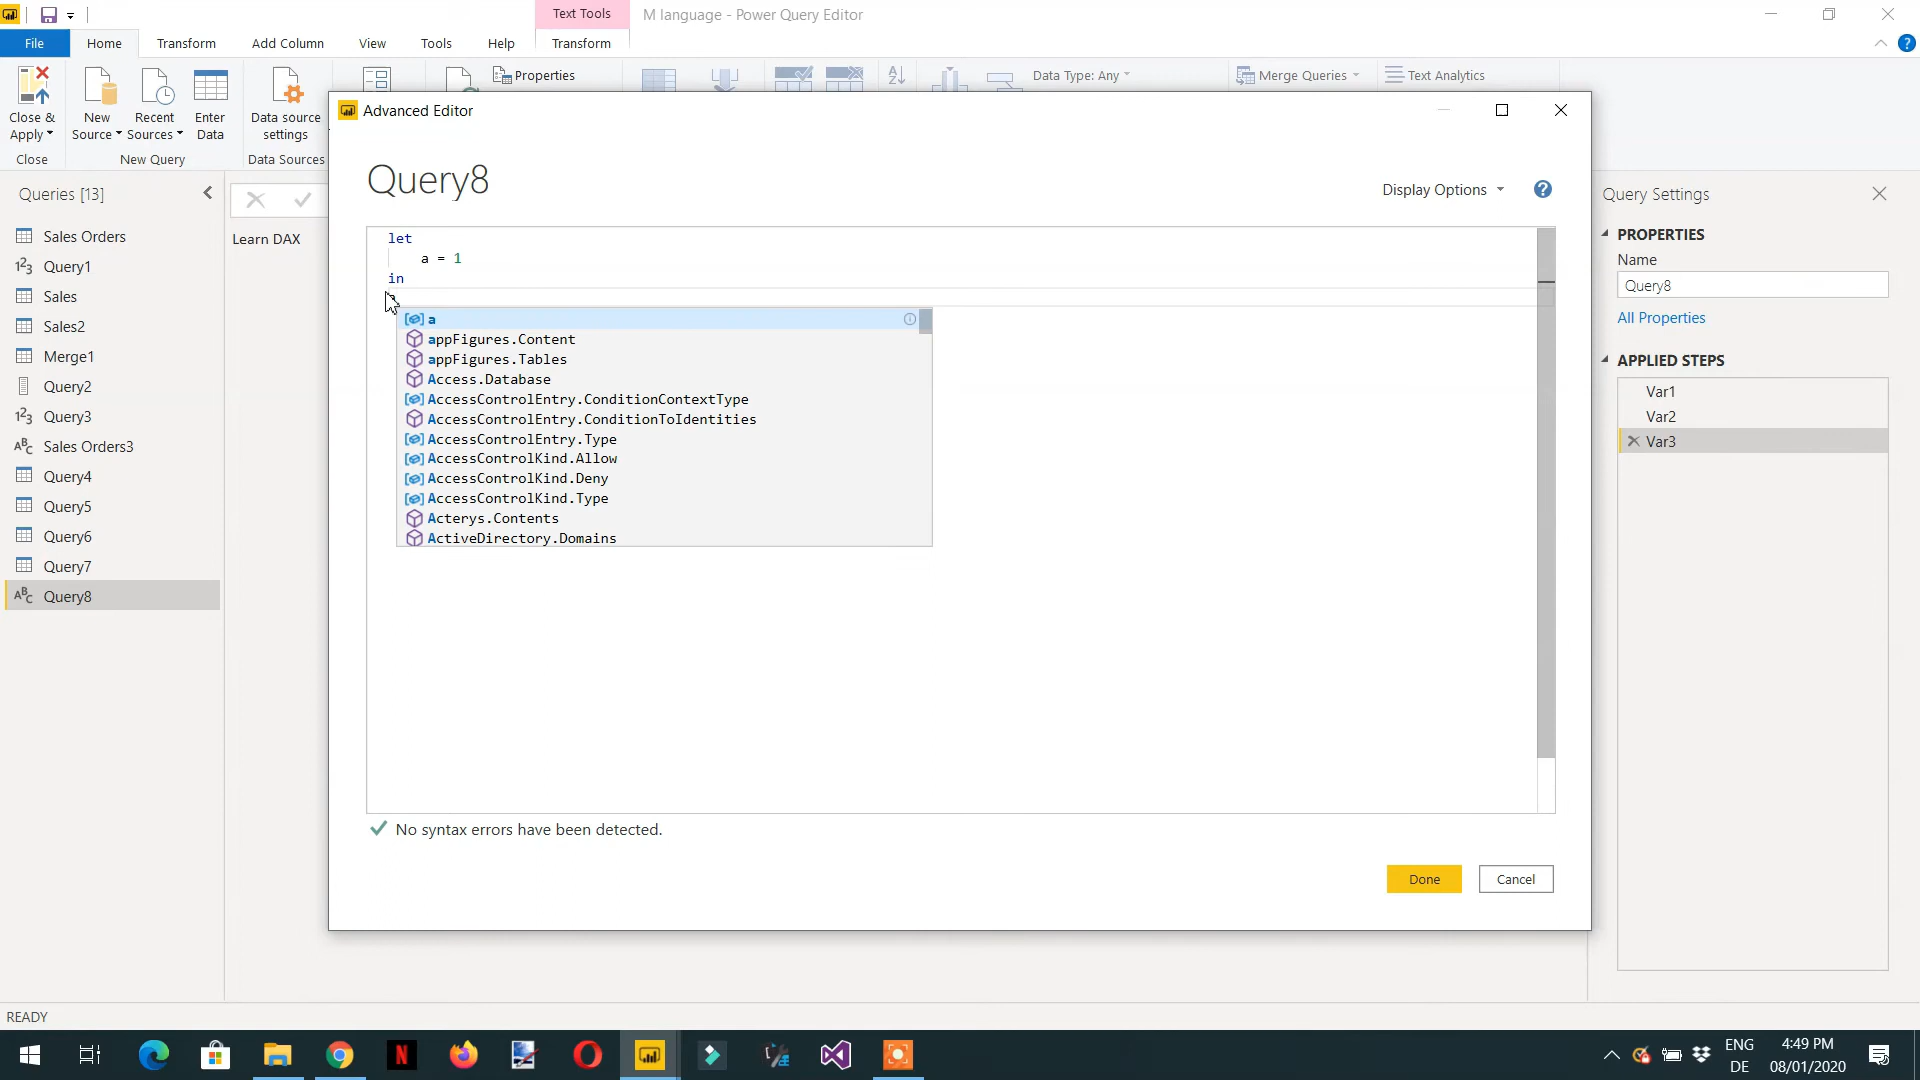 Text Tools
M language - Power Query Editor
File
Home
Transform
Add Column
View
Tools
Help
Transform
Close &
Apply
Close
New
Source
Recent
Sources
Enter
Data
New Query
Data source
settings
Data Sources
Properties
Data Type: Any
Merge Queries
Text Analytics
Queries [13]
Sales Orders
Query1
Sales
Sales2
Merge1
Query2
Query3
Sales Orders3
Query4
Query5
Query6
Query7
Query8
Learn DAX
Advanced Editor
Query8
Display Options
let
a = 1
in
a
appFigures.Content
appFigures.Tables
Access.Database
AccessControlEntry.ConditionContextType
AccessControlEntry.ConditionToIdentities
AccessControlEntry.Type
AccessControlKind.Allow
AccessControlKind.Deny
AccessControlKind.Type
Acterys.Contents
ActiveDirectory.Domains
No syntax errors have been detected.
Done
Cancel
Query Settings
PROPERTIES
Name
Query8
All Properties
APPLIED STEPS
Var1
Var2
Var3
READY
ENG
DE
4:49 PM
08/01/2020